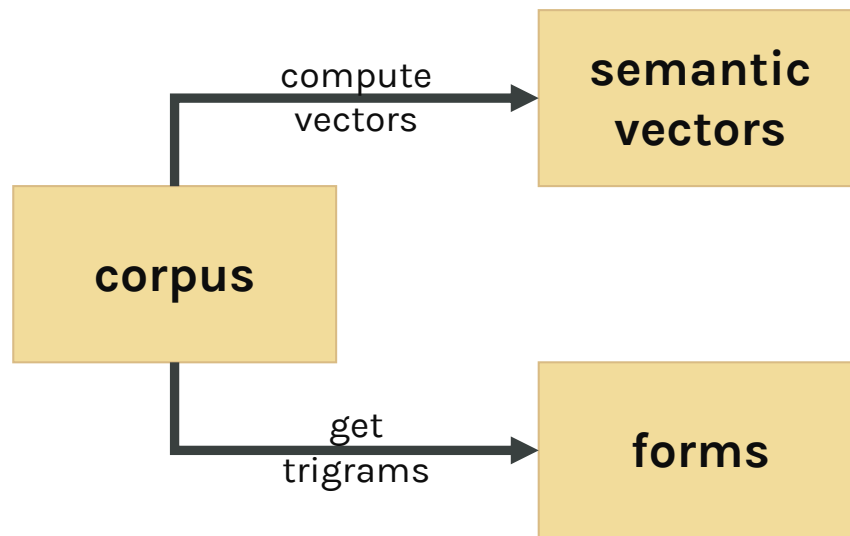 compute
vectors
semantic
vectors
corpus
get
trigrams
forms